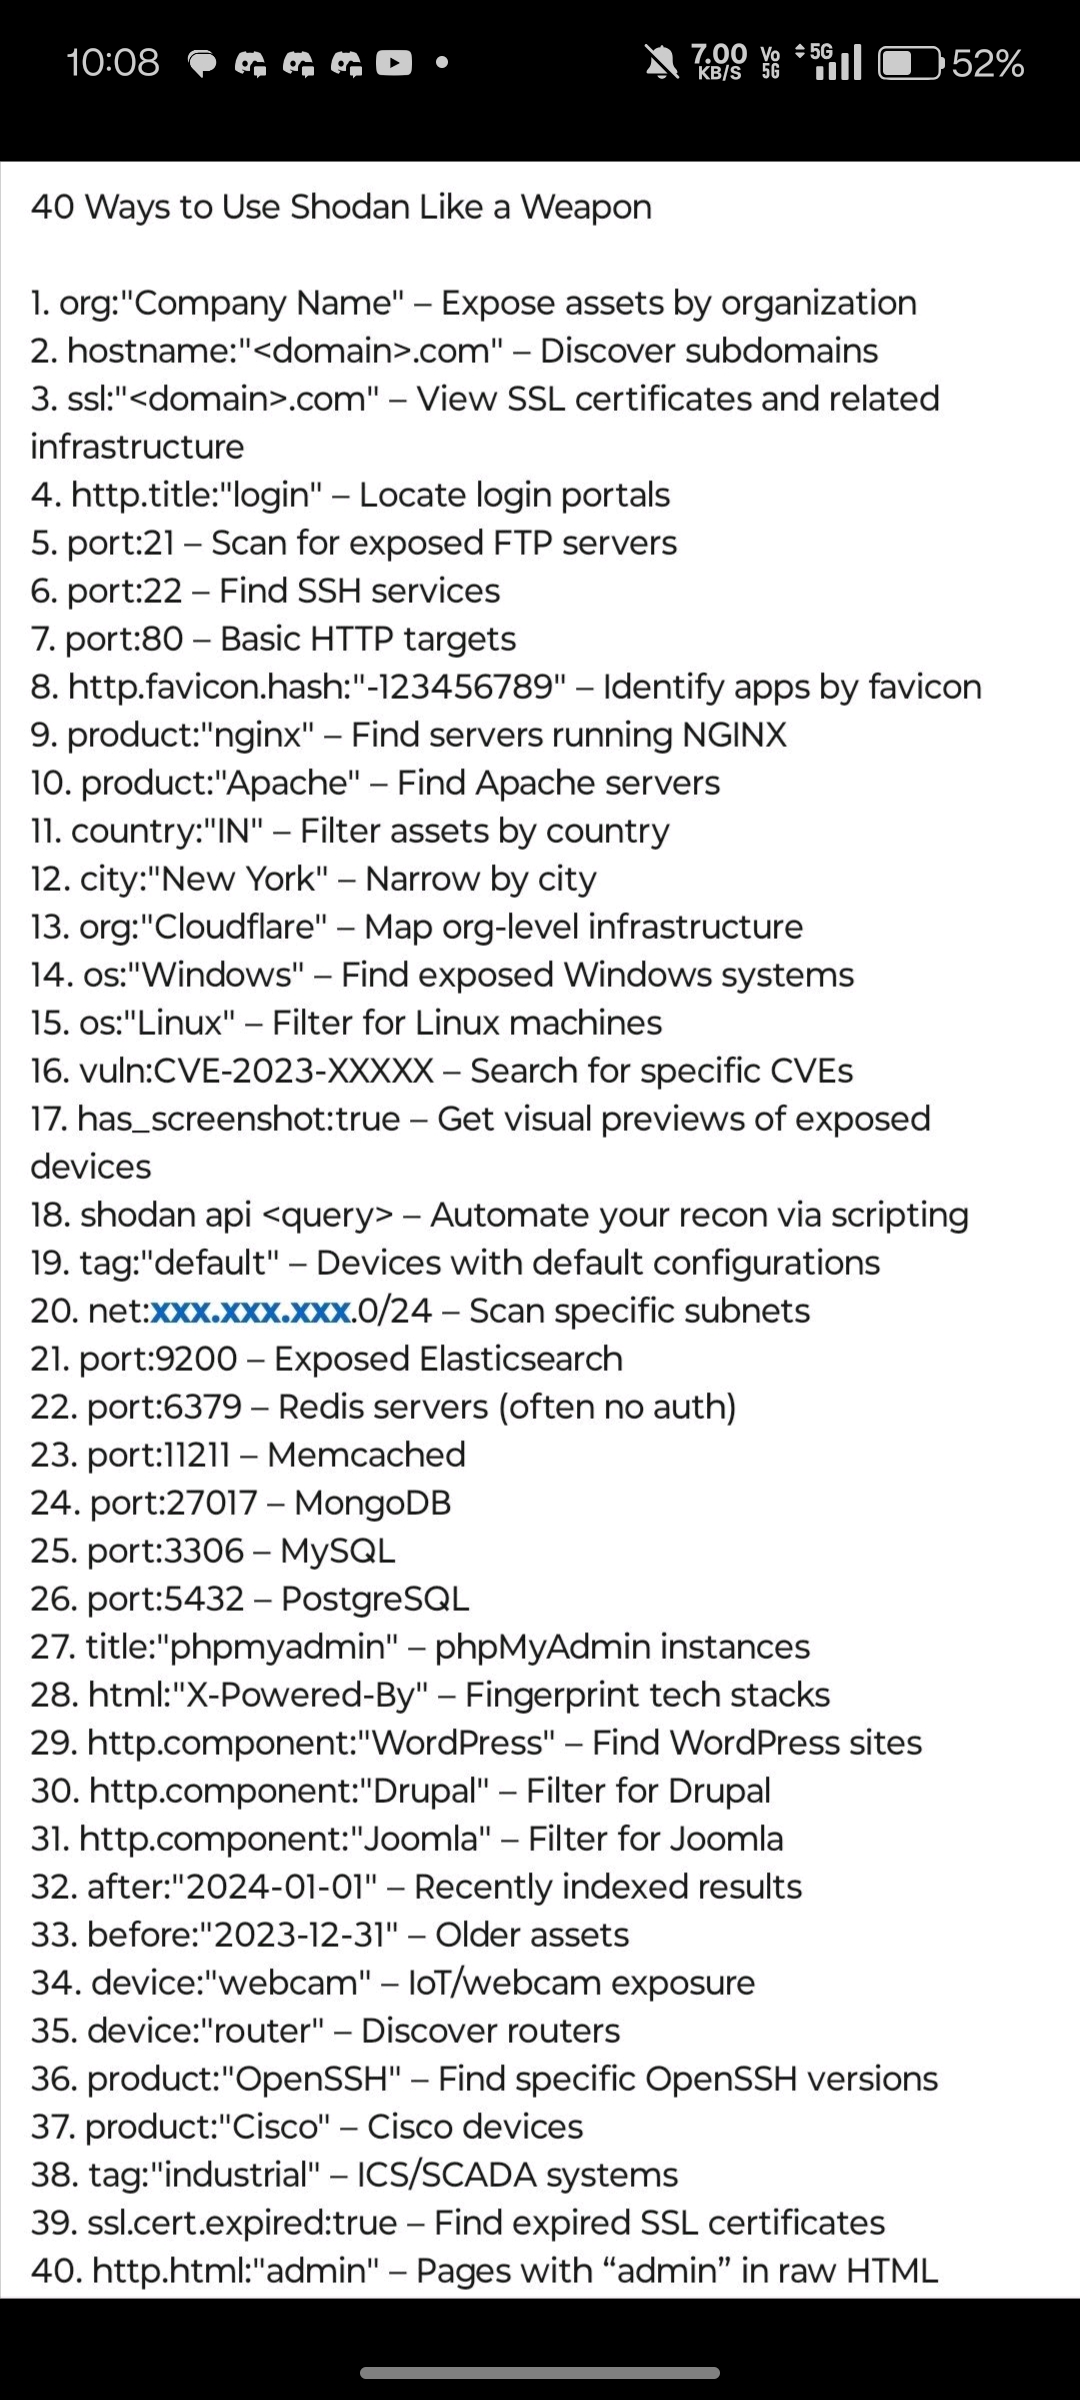 10:08
7.00 KB/S Vo 5G 5G 52%
40 Ways to Use Shodan Like a Weapon
1. org:"Company Name" – Expose assets by organization
2. hostname:"<domain>.com" – Discover subdomains
3. ssl:"<domain>.com" – View SSL certificates and related
infrastructure
4. http.title:"login" – Locate login portals
5. port:21 – Scan for exposed FTP servers
6. port:22 – Find SSH services
7. port:80 – Basic HTTP targets
8. http.favicon.hash:"-123456789" – Identify apps by favicon
9. product:"nginx" – Find servers running NGINX
10. product:"Apache" – Find Apache servers
11. country:"IN" – Filter assets by country
12. city:"New York" – Narrow by city
13. org:"Cloudflare" – Map org-level infrastructure
14. os:"Windows" – Find exposed Windows systems
15. os:"Linux" – Filter for Linux machines
16. vuln:CVE-2023-XXXXX – Search for specific CVEs
17. has_screenshot:true – Get visual previews of exposed
devices
18. shodan api <query> – Automate your recon via scripting
19. tag:"default" – Devices with default configurations
20. net:xxx.xxx.xxx.0/24 – Scan specific subnets
21. port:9200 – Exposed Elasticsearch
22. port:6379 – Redis servers (often no auth)
23. port:11211 – Memcached
24. port:27017 – MongoDB
25. port:3306 – MySQL
26. port:5432 – PostgreSQL
27. title:"phpmyadmin" – phpMyAdmin instances
28. html:"X-Powered-By" – Fingerprint tech stacks
29. http.component:"WordPress" – Find WordPress sites
30. http.component:"Drupal" – Filter for Drupal
31. http.component:"Joomla" – Filter for Joomla
32. after:"2024-01-01" – Recently indexed results
33. before:"2023-12-31" – Older assets
34. device:"webcam" – IoT/webcam exposure
35. device:"router" – Discover routers
36. product:"OpenSSH" – Find specific OpenSSH versions
37. product:"Cisco" – Cisco devices
38. tag:"industrial" – ICS/SCADA systems
39. ssl.cert.expired:true – Find expired SSL certificates
40. http.html:"admin" – Pages with “admin” in raw HTML